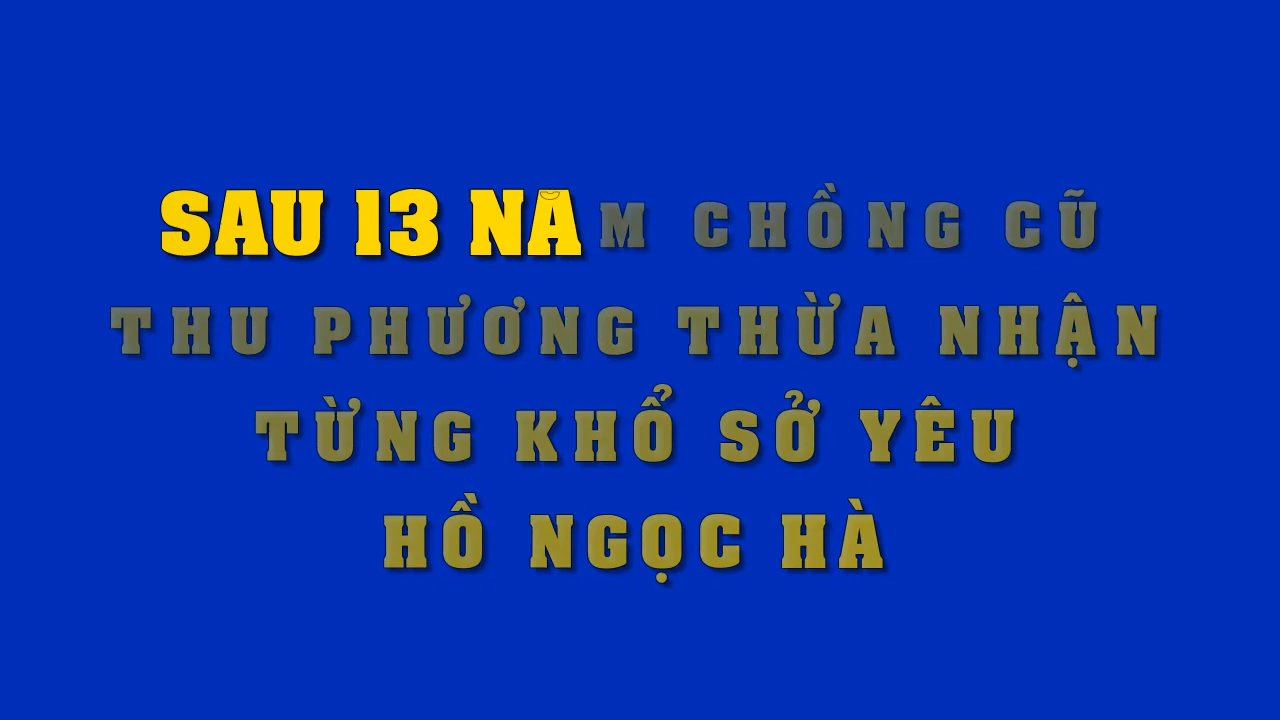 SAU 13 NĂM CHỒNG CŨ
THU PHƯƠNG THỪA NHẬN
TỪNG KHỔ SỞ YÊU
HỒ NGỌC HÀ